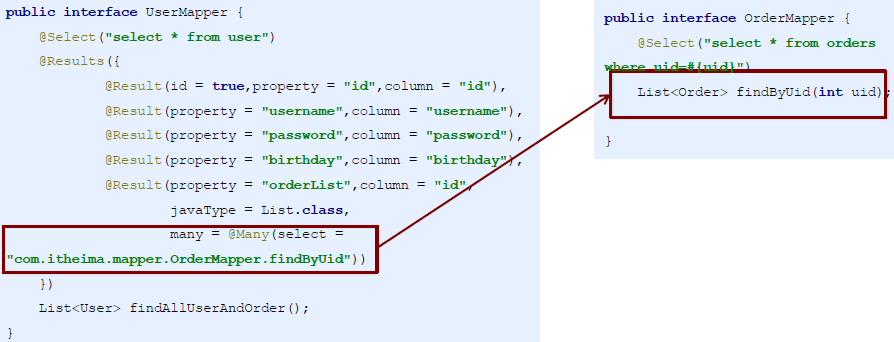 public interface UserMapper {
@Select("select * from user")
@Results({
@Result(id = true,property = "id",column = "id"),
@Result(property = "username",column = "username"),
@Result(property = "password",column = "password"),
@Result(property = "birthday",column = "birthday"),
@Result(property = "orderList",column = "id",
javaType = List.class,
many = @Many(select =
"com.itheima.mapper.OrderMapper.findByUid"))
})
List<User> findAllUserAndOrder();
}
public interface OrderMapper {
@Select("select * from orders
where uid=#{uid}")
List<Order> findByUid(int uid);
}